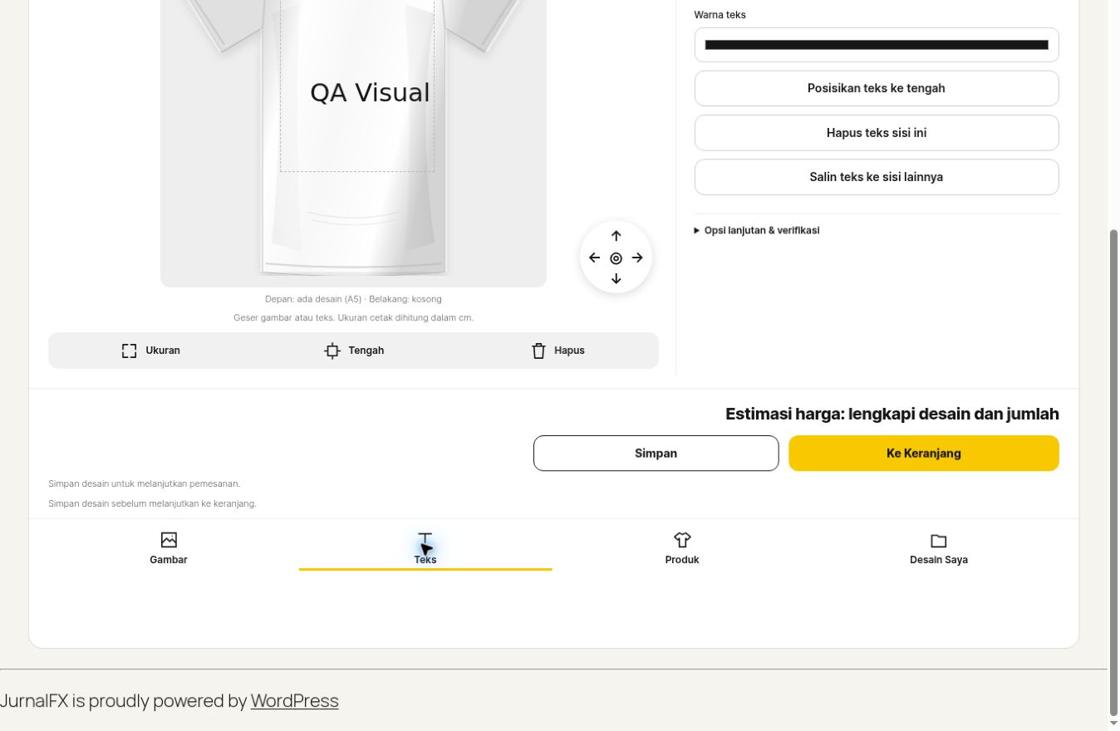 Warna teks
QA Visual
Posisikan teks ke tengah
Hapus teks sisi ini
Salin teks ke sisi lainnya
Opsi lanjutan & verifikasi
Depan: ada desain (A5) · Belakang: kosong
Geser gambar atau teks. Ukuran cetak dihitung dalam cm.
Ukuran
Tengah
Hapus
Estimasi harga: lengkapi desain dan jumlah
Simpan
Ke Keranjang
Simpan desain untuk melanjutkan pemesanan.
Simpan desain sebelum melanjutkan ke keranjang.
Gambar
Teks
Produk
Desain Saya
JurnalFX is proudly powered by WordPress